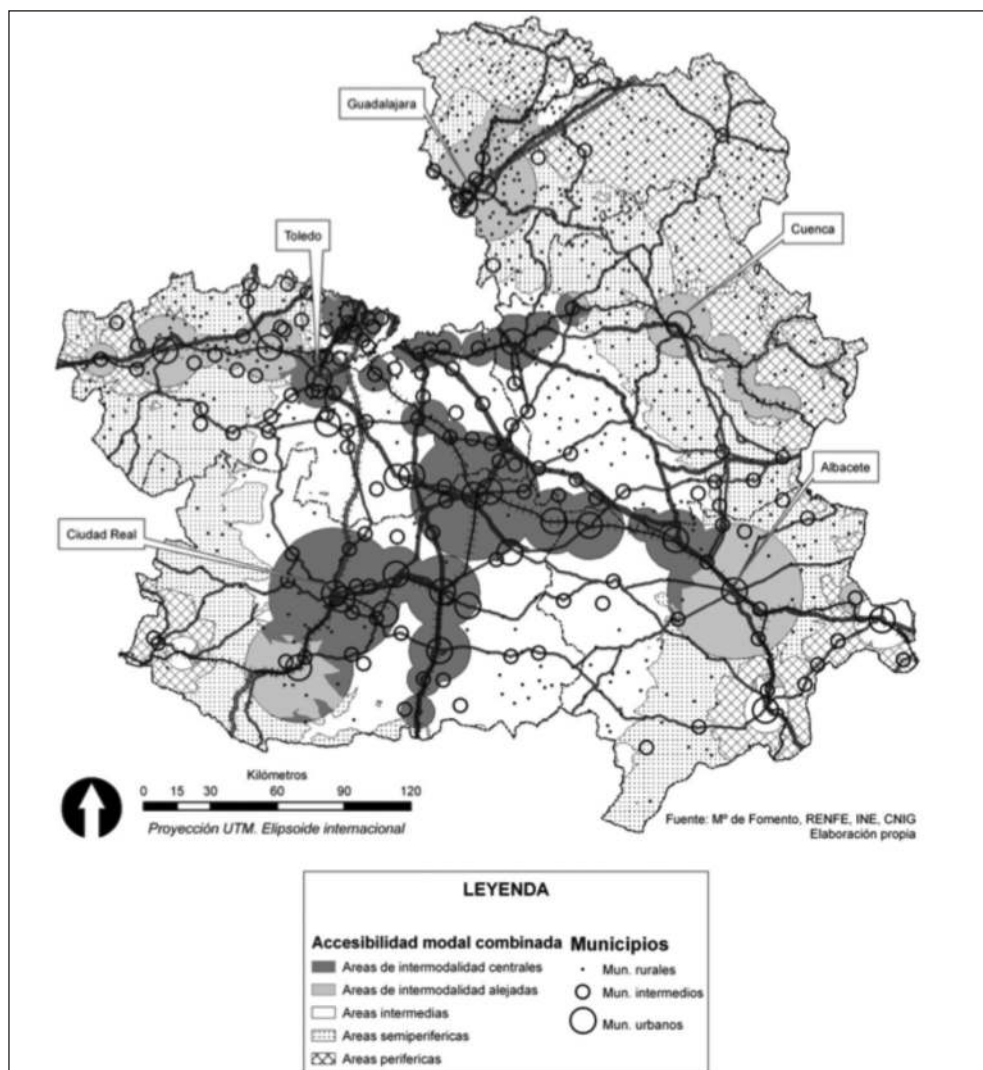 Guadalajara
Toledo
Cuenca
Albacete
Ciudad Real
Kilómetros
0 15 30 60 90 120
Proyección UTM. Elipsoide internacional
Fuente: Mº de Fomento, RENFE, INE, CNIG
Elaboración propia
LEYENDA
Accesibilidad modal combinada
Areas de intermodalidad centrales
Areas de intermodalidad alejadas
Areas intermedias
Areas semiperifericas
Areas perifericas
Municipios
Mun. rurales
Mun. intermedios
Mun. urbanos